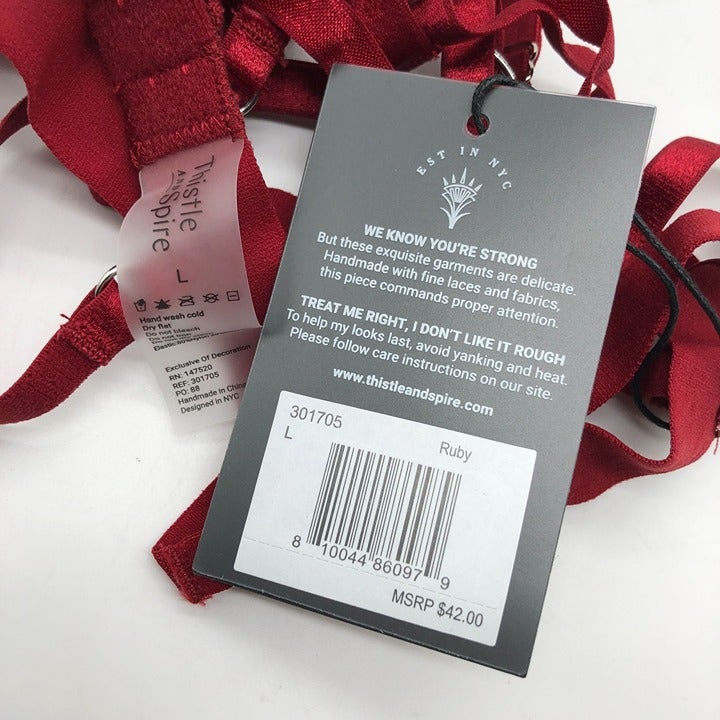 EST IN NYC
WE KNOW YOU'RE STRONG
But these exquisite garments are delicate.
Handmade with fine laces and fabrics,
this piece commands proper attention.
TREAT ME RIGHT, I DON'T LIKE IT ROUGH
To help my looks last, avoid yanking and heat.
Please follow care instructions on our site.
www.thistleandspire.com
301705
L
Ruby
8 10044 86097 9
MSRP $42.00
Thistle
AND
Spire
L
Hand wash cold
Dry flat
Do not bleach
Do not iron
Exclusive Of Decoration
RN: 147520
REF: 301705
PO: 88
Handmade in China
Designed in NYC